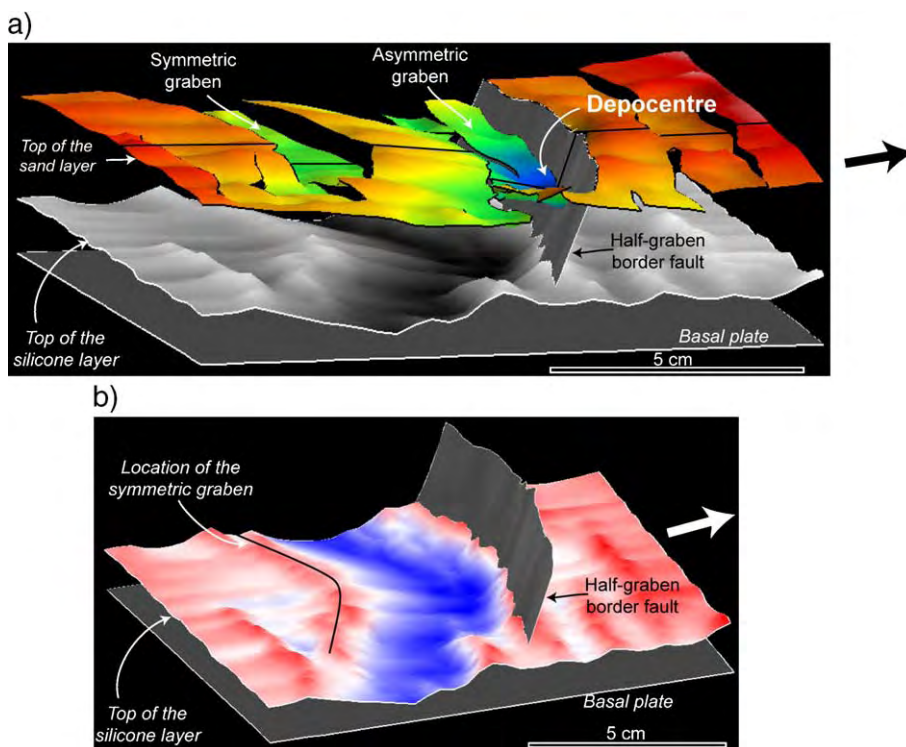 a)
Symmetric
graben
Asymmetric
graben
Depocentre
Top of the
sand layer
Half-graben
border fault
Top of the
silicone layer
Basal plate
5 cm
b)
Location of the
symmetric graben
Half-graben
border fault
Top of the
silicone layer
Basal plate
5 cm